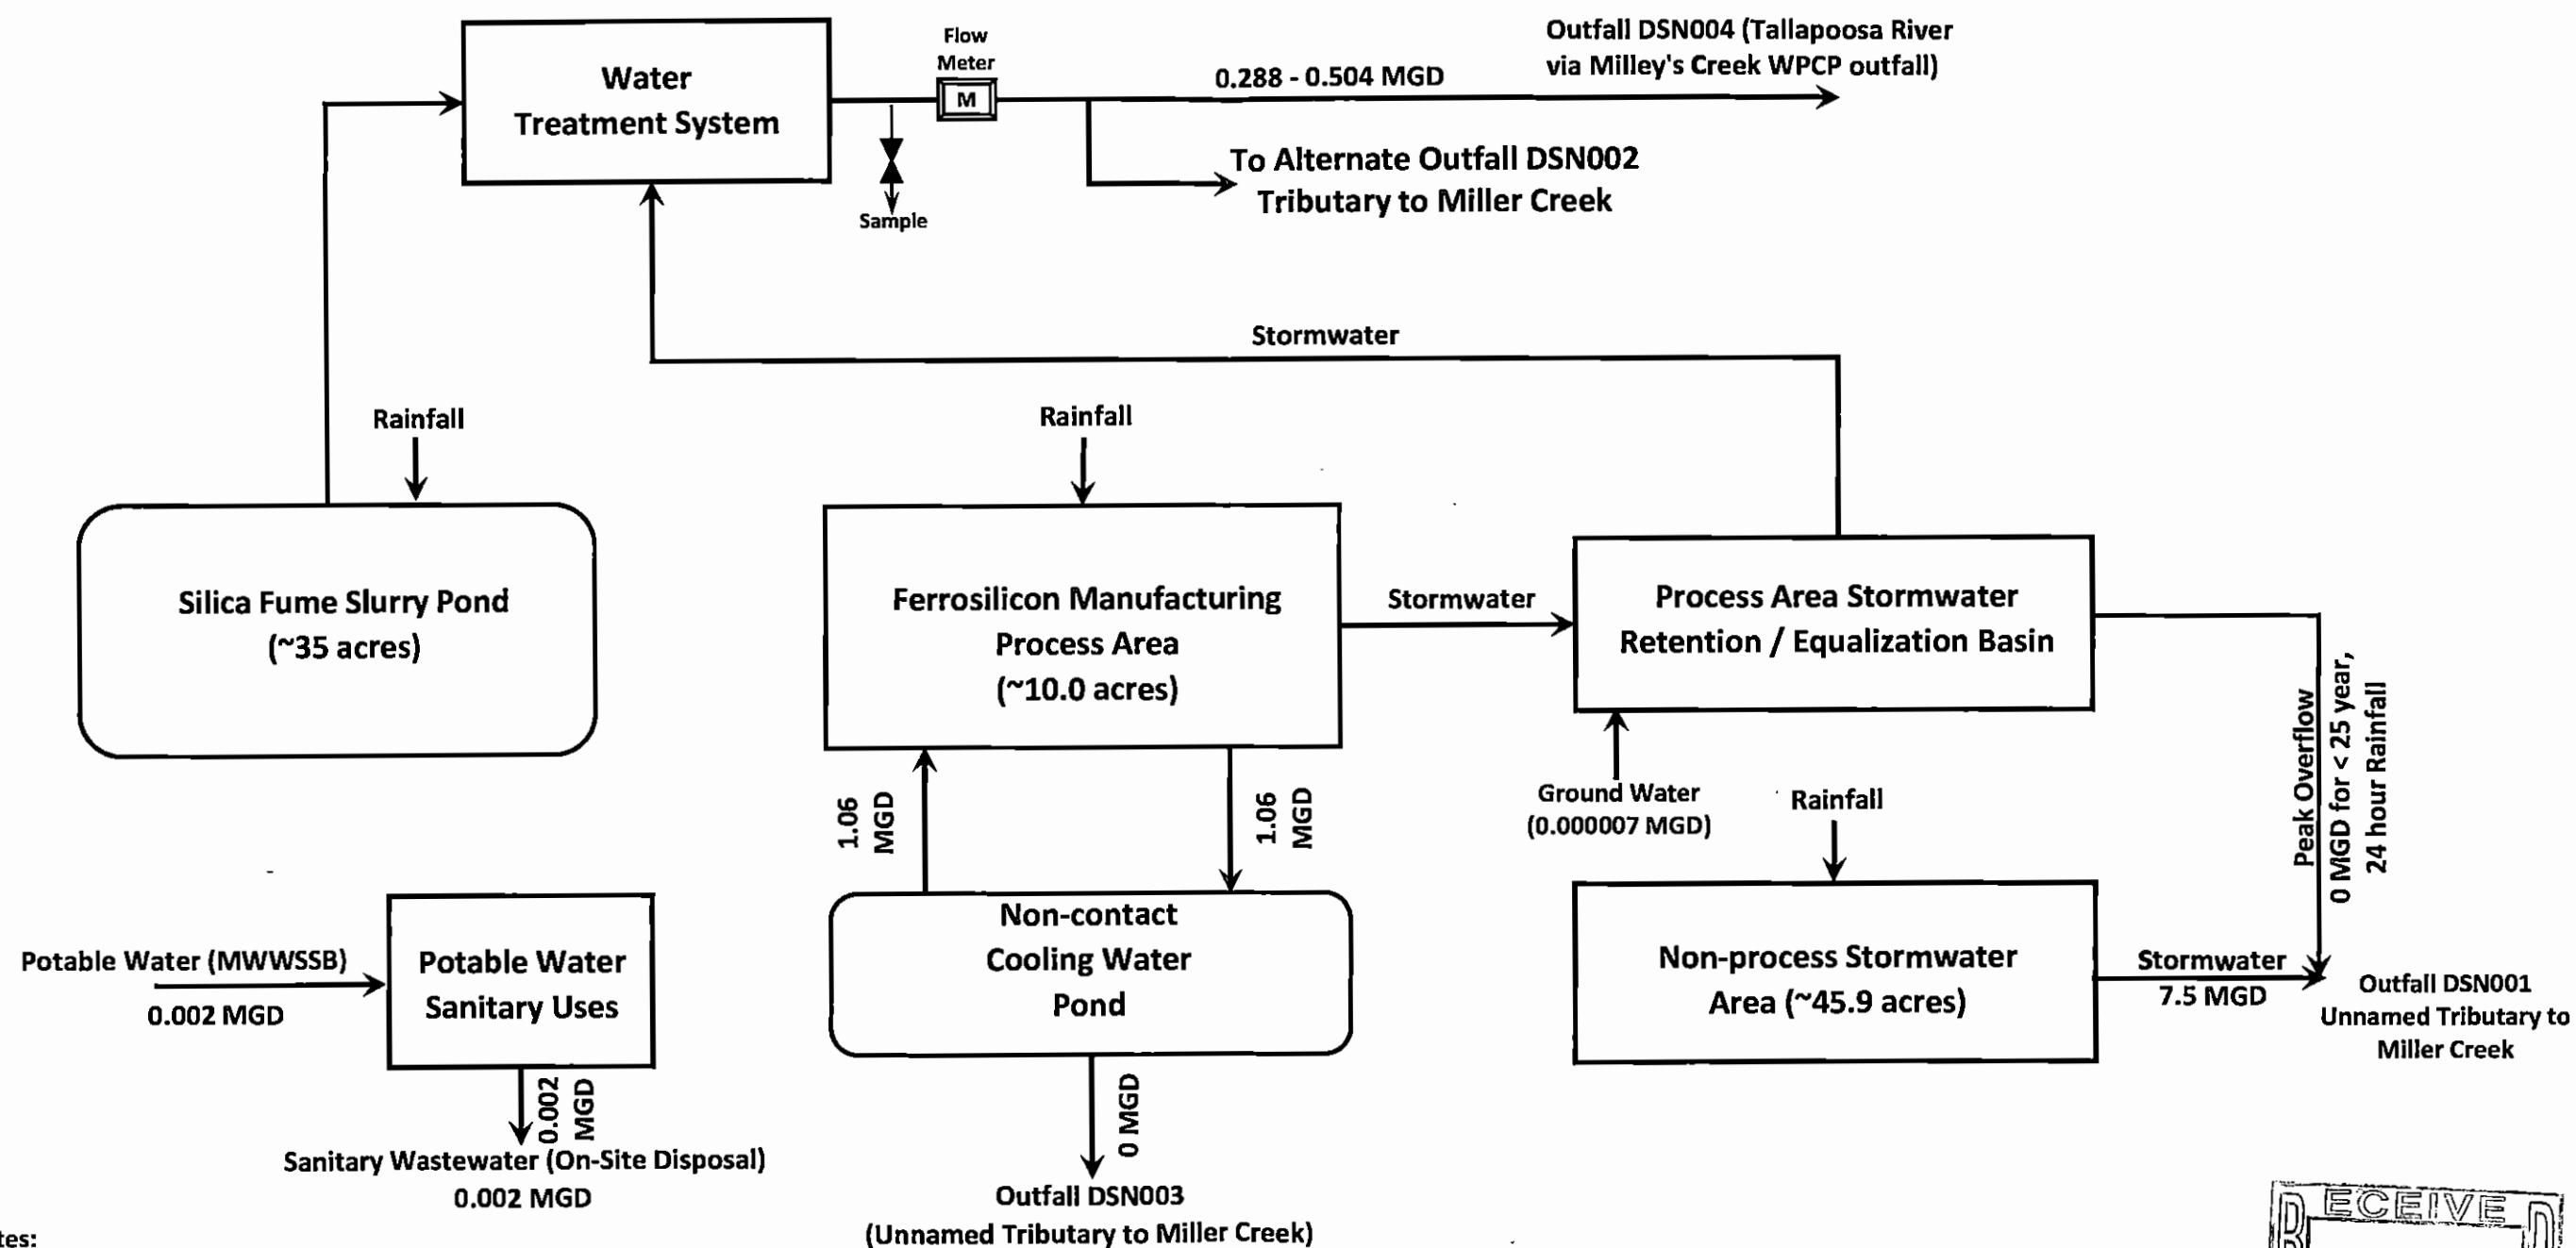 Outfall DSN004 (Tallapoosa River
via Milley's Creek WPCP outfall)
Flow
Meter
M
0.288 - 0.504 MGD
Water
Treatment System
To Alternate Outfall DSN002
Tributary to Miller Creek
Sample
Stormwater
Rainfall
Rainfall
Silica Fume Slurry Pond
(~35 acres)
Ferrosilicon Manufacturing
Process Area
(~10.0 acres)
Stormwater
Process Area Stormwater
Retention / Equalization Basin
Peak Overflow
0 MGD for < 25 year,
24 hour Rainfall
1.06
MGD
1.06
MGD
Ground Water
(0.000007 MGD)
Rainfall
Potable Water (MWWSSB)
0.002 MGD
Potable Water
Sanitary Uses
Non-contact
Cooling Water
Pond
Non-process Stormwater
Area (~45.9 acres)
Stormwater
7.5 MGD
Outfall DSN001
Unnamed Tributary to
Miller Creek
0.002
MGD
Sanitary Wastewater (On-Site Disposal)
0.002 MGD
0 MGD
Outfall DSN003
(Unnamed Tributary to Miller Creek)
tes:
ECEIVE